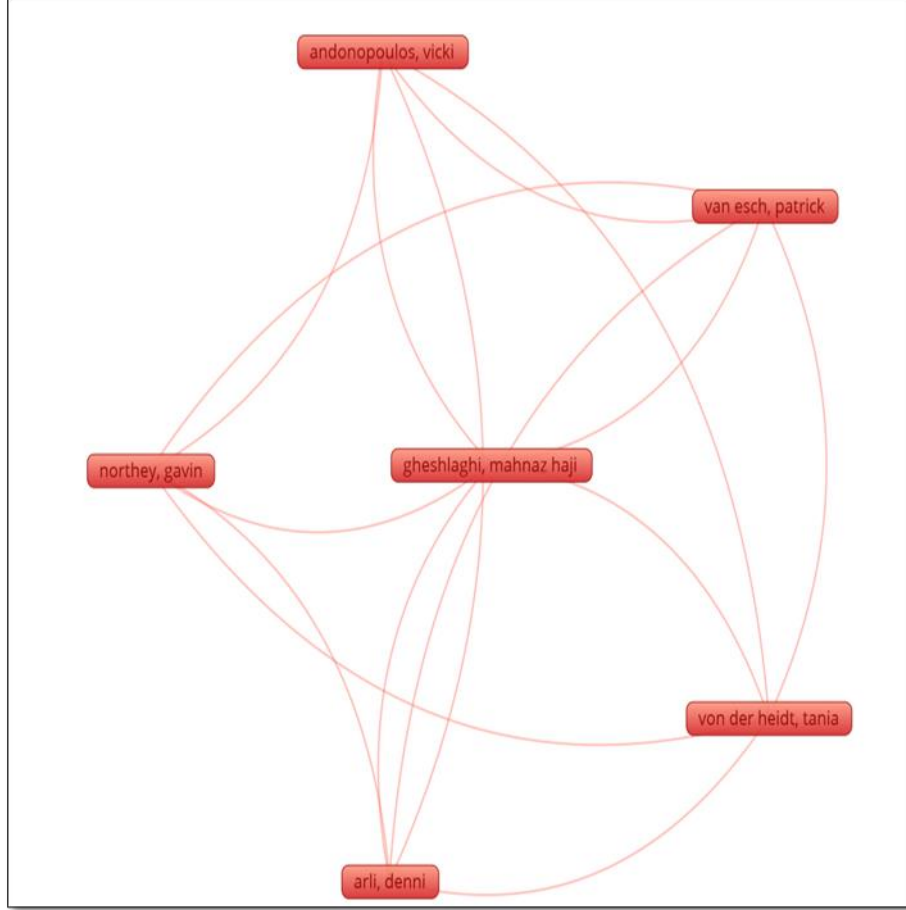 andonopoulos, vicki
van esch, patrick
northey, gavin
gheshlaghi, mahnaz haji
von der heidt, tania
arli, denni